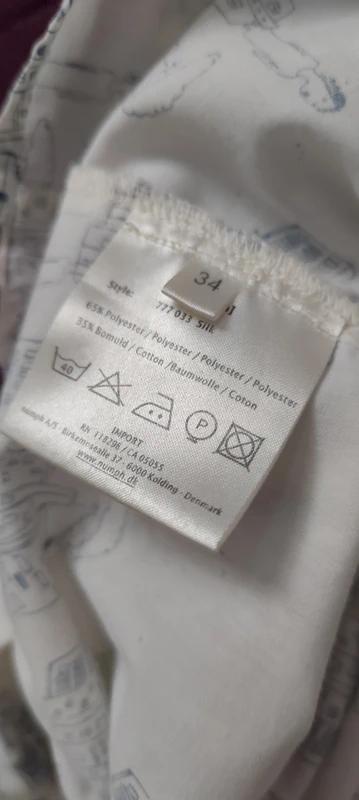 34
Style:
777 033 Silk
65% Polyester / Polyester / Polyester / Polyester
35% Bomuld / Cotton /Baumwolle / Coton
40
P
IMPORT
RN 118296 / CA 05055
nümph A/S - Birkemosealle 37 - 6000 Kolding - Denmark
www.numph.dk